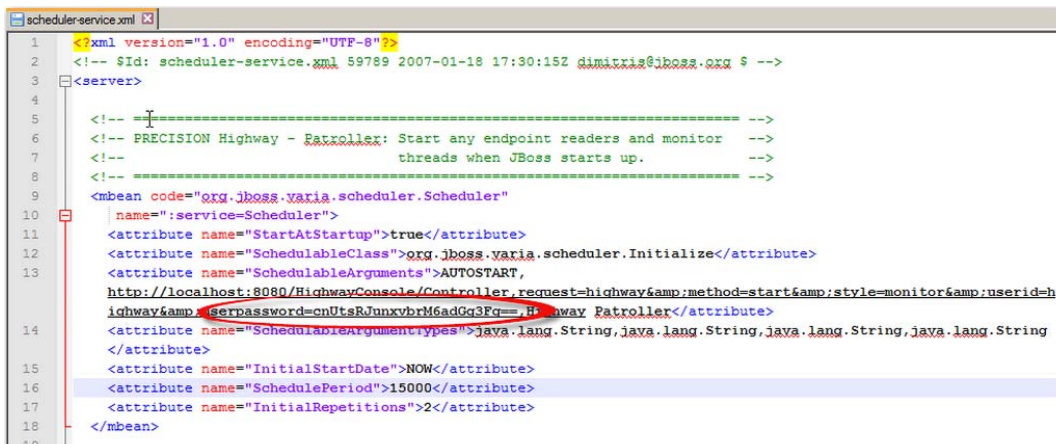 scheduler-service.xml
1 <?xml version="1.0" encoding="UTF-8"?>
2 <!-- $Id: scheduler-service.xml 59789 2007-01-18 17:30:15Z dimitris@jboss.org $ -->
3 <server>
4
5 <!-- ==================================================================== -->
6 <!-- PRECISION Highway - Patroller: Start any endpoint readers and monitor -->
7 <!-- threads when JBoss starts up. -->
8 <!-- ==================================================================== -->
9 <mbean code="org.jboss.varia.scheduler.Scheduler"
10 name=":service=Scheduler">
11 <attribute name="StartAtStartup">true</attribute>
12 <attribute name="SchedulableClass">org.jboss.varia.scheduler.Initialize</attribute>
13 <attribute name="SchedulableArguments">AUTOSTART,
http://localhost:8080/HighwayConsole/Controller,request=highway&amp;method=start&amp;style=monitor&amp;userid=h
ighway&amp;userpassword=cnUtsRJunxvbrM6adGq3Fg==,Highway Patroller</attribute>
14 <attribute name="SchedulableArgumentTypes">java.lang.String,java.lang.String,java.lang.String,java.lang.String
</attribute>
15 <attribute name="InitialStartDate">NOW</attribute>
16 <attribute name="SchedulePeriod">15000</attribute>
17 <attribute name="InitialRepetitions">2</attribute>
18 </mbean>